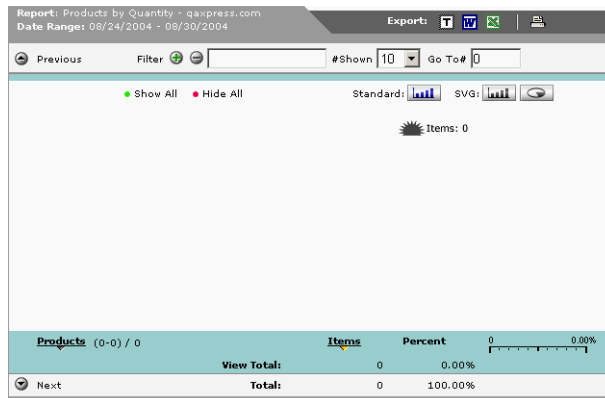 Report: Products by Quantity - qaxpress.com
Date Range: 08/24/2004 - 08/30/2004
Export: T W X
Previous Filter #Shown 10 Go To# 0
Show All Hide All Standard: SVG:
Items: 0
Products (0-0) / 0 Items Percent 0 0.00%
View Total: 0 0.00%
Next Total: 0 100.00%